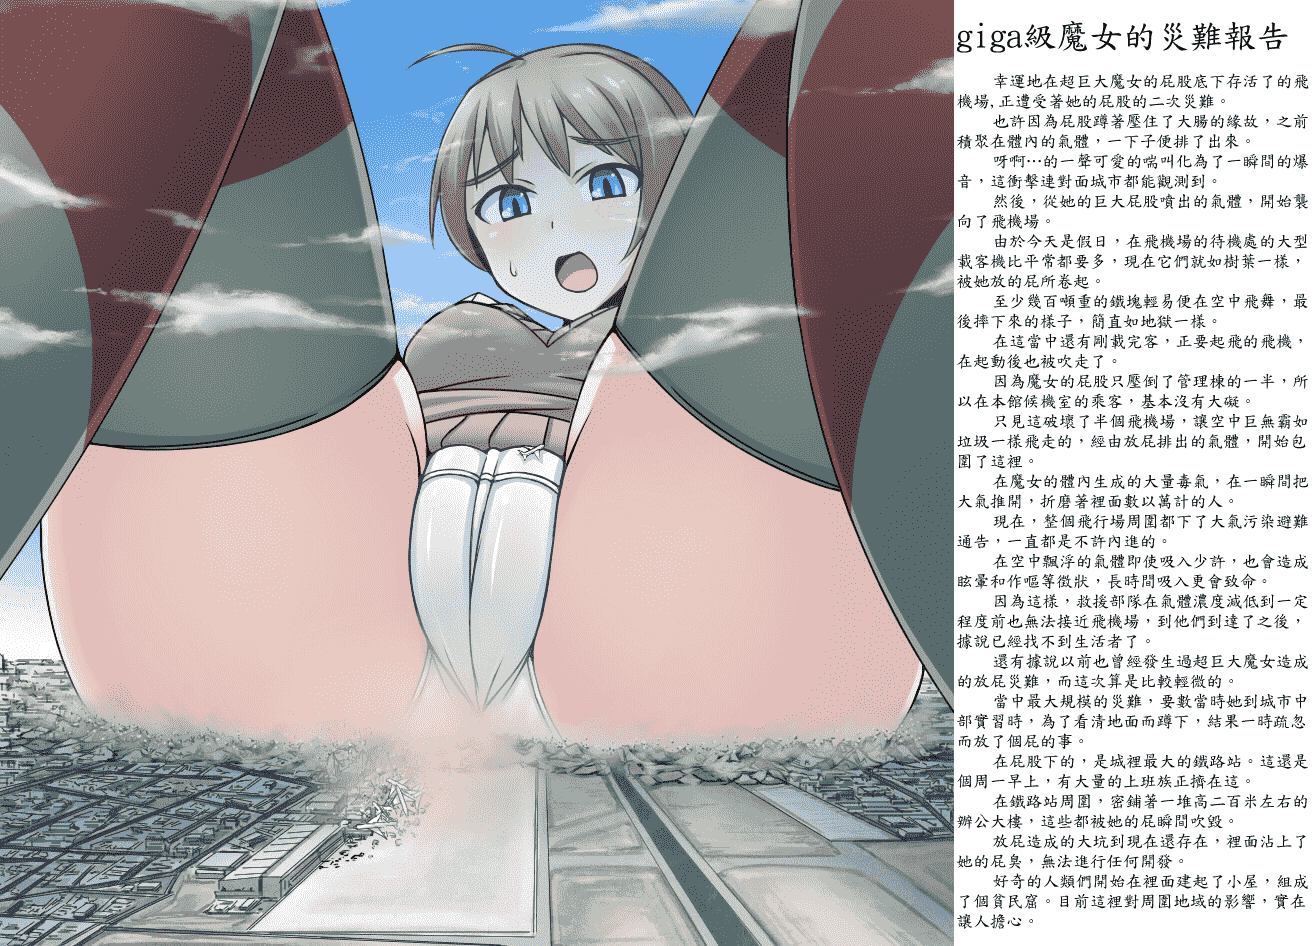 giga級魔女的災難報告
幸運地在超巨大魔女的屁股底下存活了的飛
機場,正遭受著她的屁股的二次災難。
也許因為屁股蹲著壓住了大腸的緣故，之前
積聚在體內的氣體，一下子便排了出來。
呀啊…的一聲可愛的喘叫化為了一瞬間的爆
音，這衝擊連對面城市都能觀測到。
然後，從她的巨大屁股噴出的氣體，開始襲
向了飛機場。
由於今天是假日，在飛機場的待機處的大型
載客機比平常都要多，現在它們就如樹葉一樣，
被她放的屁所卷起。
至少幾百噸重的鐵塊輕易便在空中飛舞，最
後摔下來的樣子，簡直如地獄一樣。
在這當中還有剛載完客，正要起飛的飛機，
在起動後也被吹走了。
因為魔女的屁股只壓倒了管理棟的一半，所
以在本館候機室的乘客，基本沒有大礙。
只見這破壞了半個飛機場，讓空中巨無霸如
垃圾一樣飛走的，經由放屁排出的氣體，開始包
圍了這裡。
在魔女的體內生成的大量毒氣，在一瞬間把
大氣推開，折磨著裡面數以萬計的人。
現在，整個飛行場周圍都下了大氣污染避難
通告，一直都是不許內進的。
在空中飄浮的氣體即使吸入少許，也會造成
眩暈和作嘔等徵狀，長時間吸入更會致命。
因為這樣，救援部隊在氣體濃度減低到一定
程度前也無法接近飛機場，到他們到達了之後，
據說已經找不到生活者了。
還有據說以前也曾經發生過超巨大魔女造成
的放屁災難，而這次算是比較輕微的。
當中最大規模的災難，要數當時她到城市中
部實習時，為了看清地面而蹲下，結果一時疏忽
而放了個屁的事。
在屁股下的，是城裡最大的鐵路站。這還是
個周一早上，有大量的上班族正擠在這。
在鐵路站周圍，密鋪著一堆高二百米左右的
辦公大樓，這些都被她的屁瞬間吹毀。
放屁造成的大坑到現在還存在，裡面沾上了
她的屁臭，無法進行任何開發。
好奇的人類們開始在裡面建起了小屋，組成
了個貧民窟。目前這裡對周圍地域的影響，實在
讓人擔心。